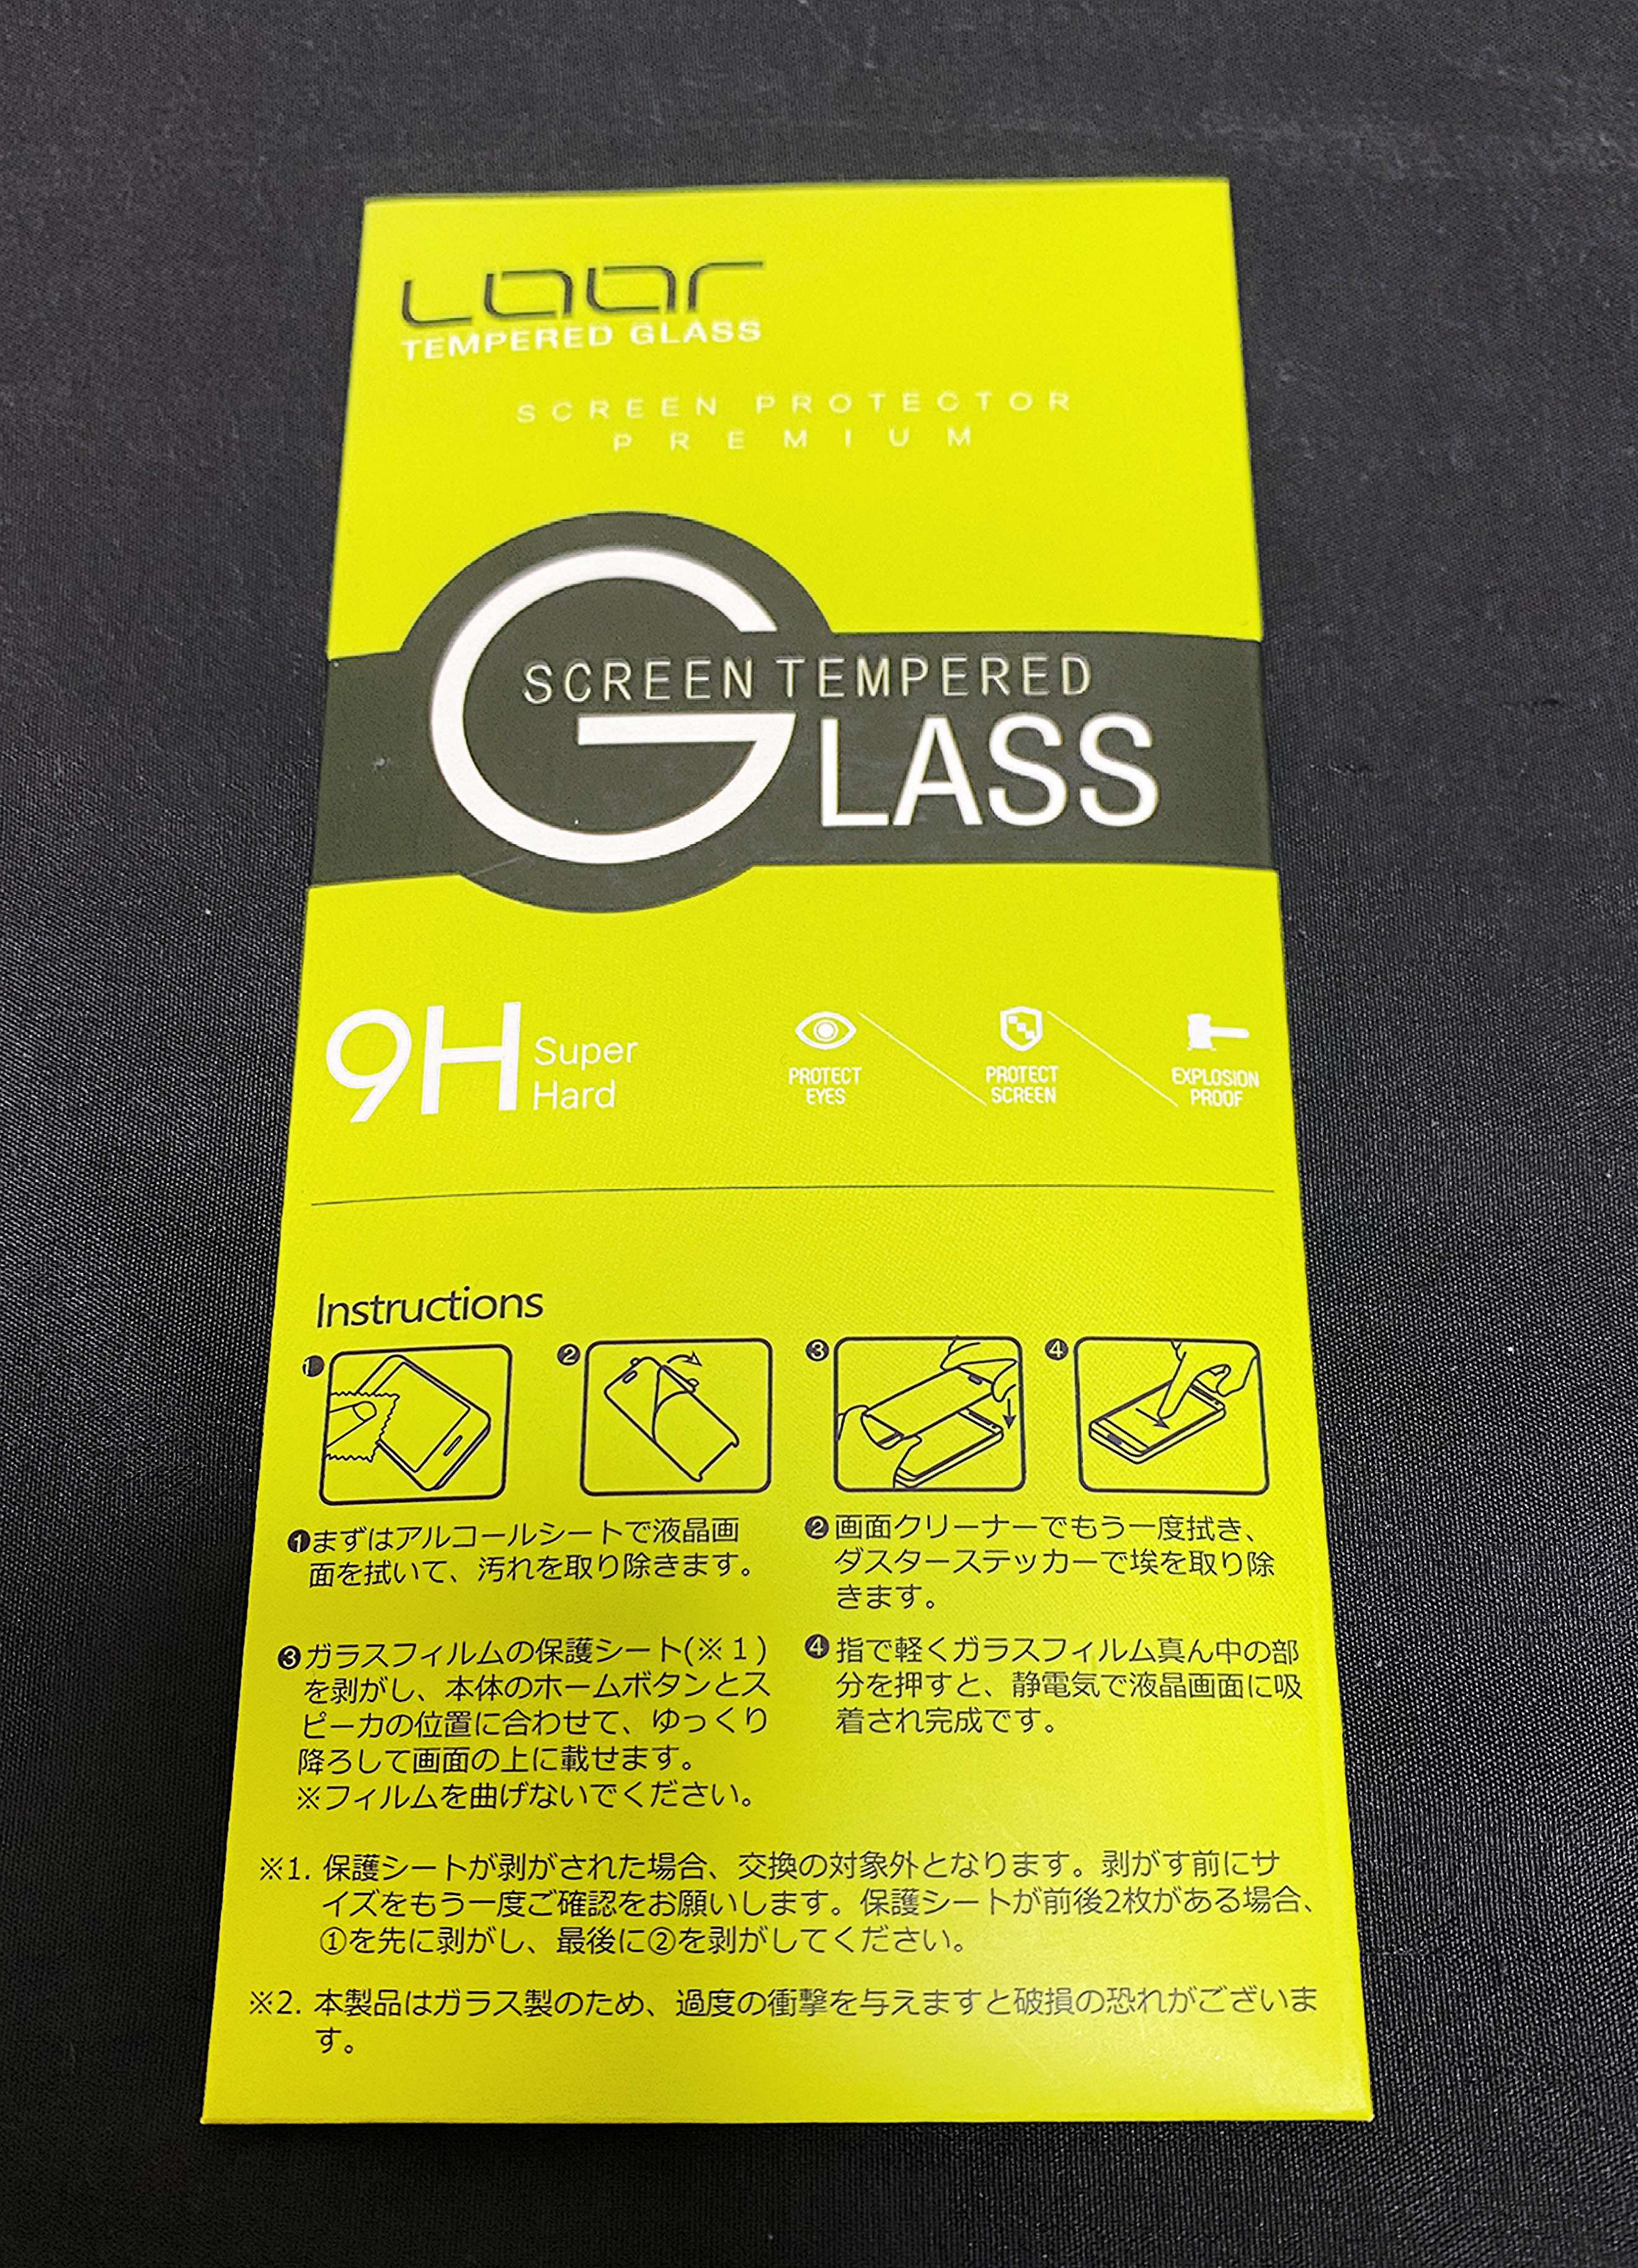 LOOr
TEMPERED GLASS
SCREEN PROTECTOR
PREMIUM
SCREEN TEMPERED
GLASS
9H Super
Hard
PROTECT
EYES
PROTECT
SCREEN
EXPLOSION
PROOF
Instructions
❶
❷
❸
❹
❶まずはアルコールシートで液晶画
面を拭いて、汚れを取り除きます。
❷画面クリーナーでもう一度拭き、
ダスターステッカーで埃を取り除
きます。
❸ガラスフィルムの保護シート(※１)
を剥がし、本体のホームボタンとス
ピーカの位置に合わせて、ゆっくり
降ろして画面の上に載せます。
※フィルムを曲げないでください。
❹指で軽くガラスフィルム真ん中の部
分を押すと、静電気で液晶画面に吸
着され完成です。
※1. 保護シートが剥がされた場合、交換の対象外となります。剥がす前にサ
イズをもう一度ご確認をお願いします。保護シートが前後2枚がある場合、
①を先に剥がし、最後に②を剥がしてください。
※2. 本製品はガラス製のため、過度の衝撃を与えますと破損の恐れがございま
す。